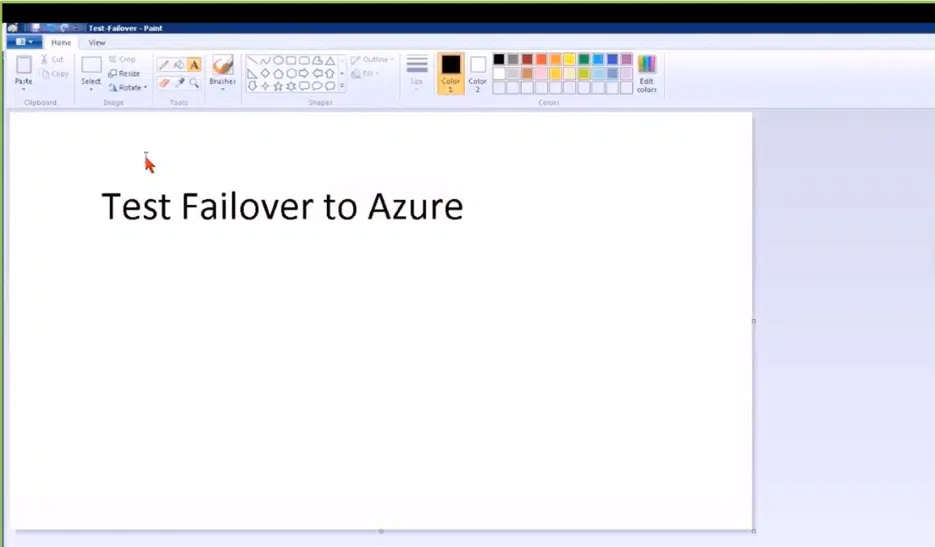 Test-Failover - Paint
Home View
Paste
Cut
Copy
Clipboard
Select
Crop
Resize
Rotate
Image
A
Tools
Brushes
Shapes
Outline
Fill
Size
Color
1
Color
2
Edit
colors
Colors
Test Failover to Azure